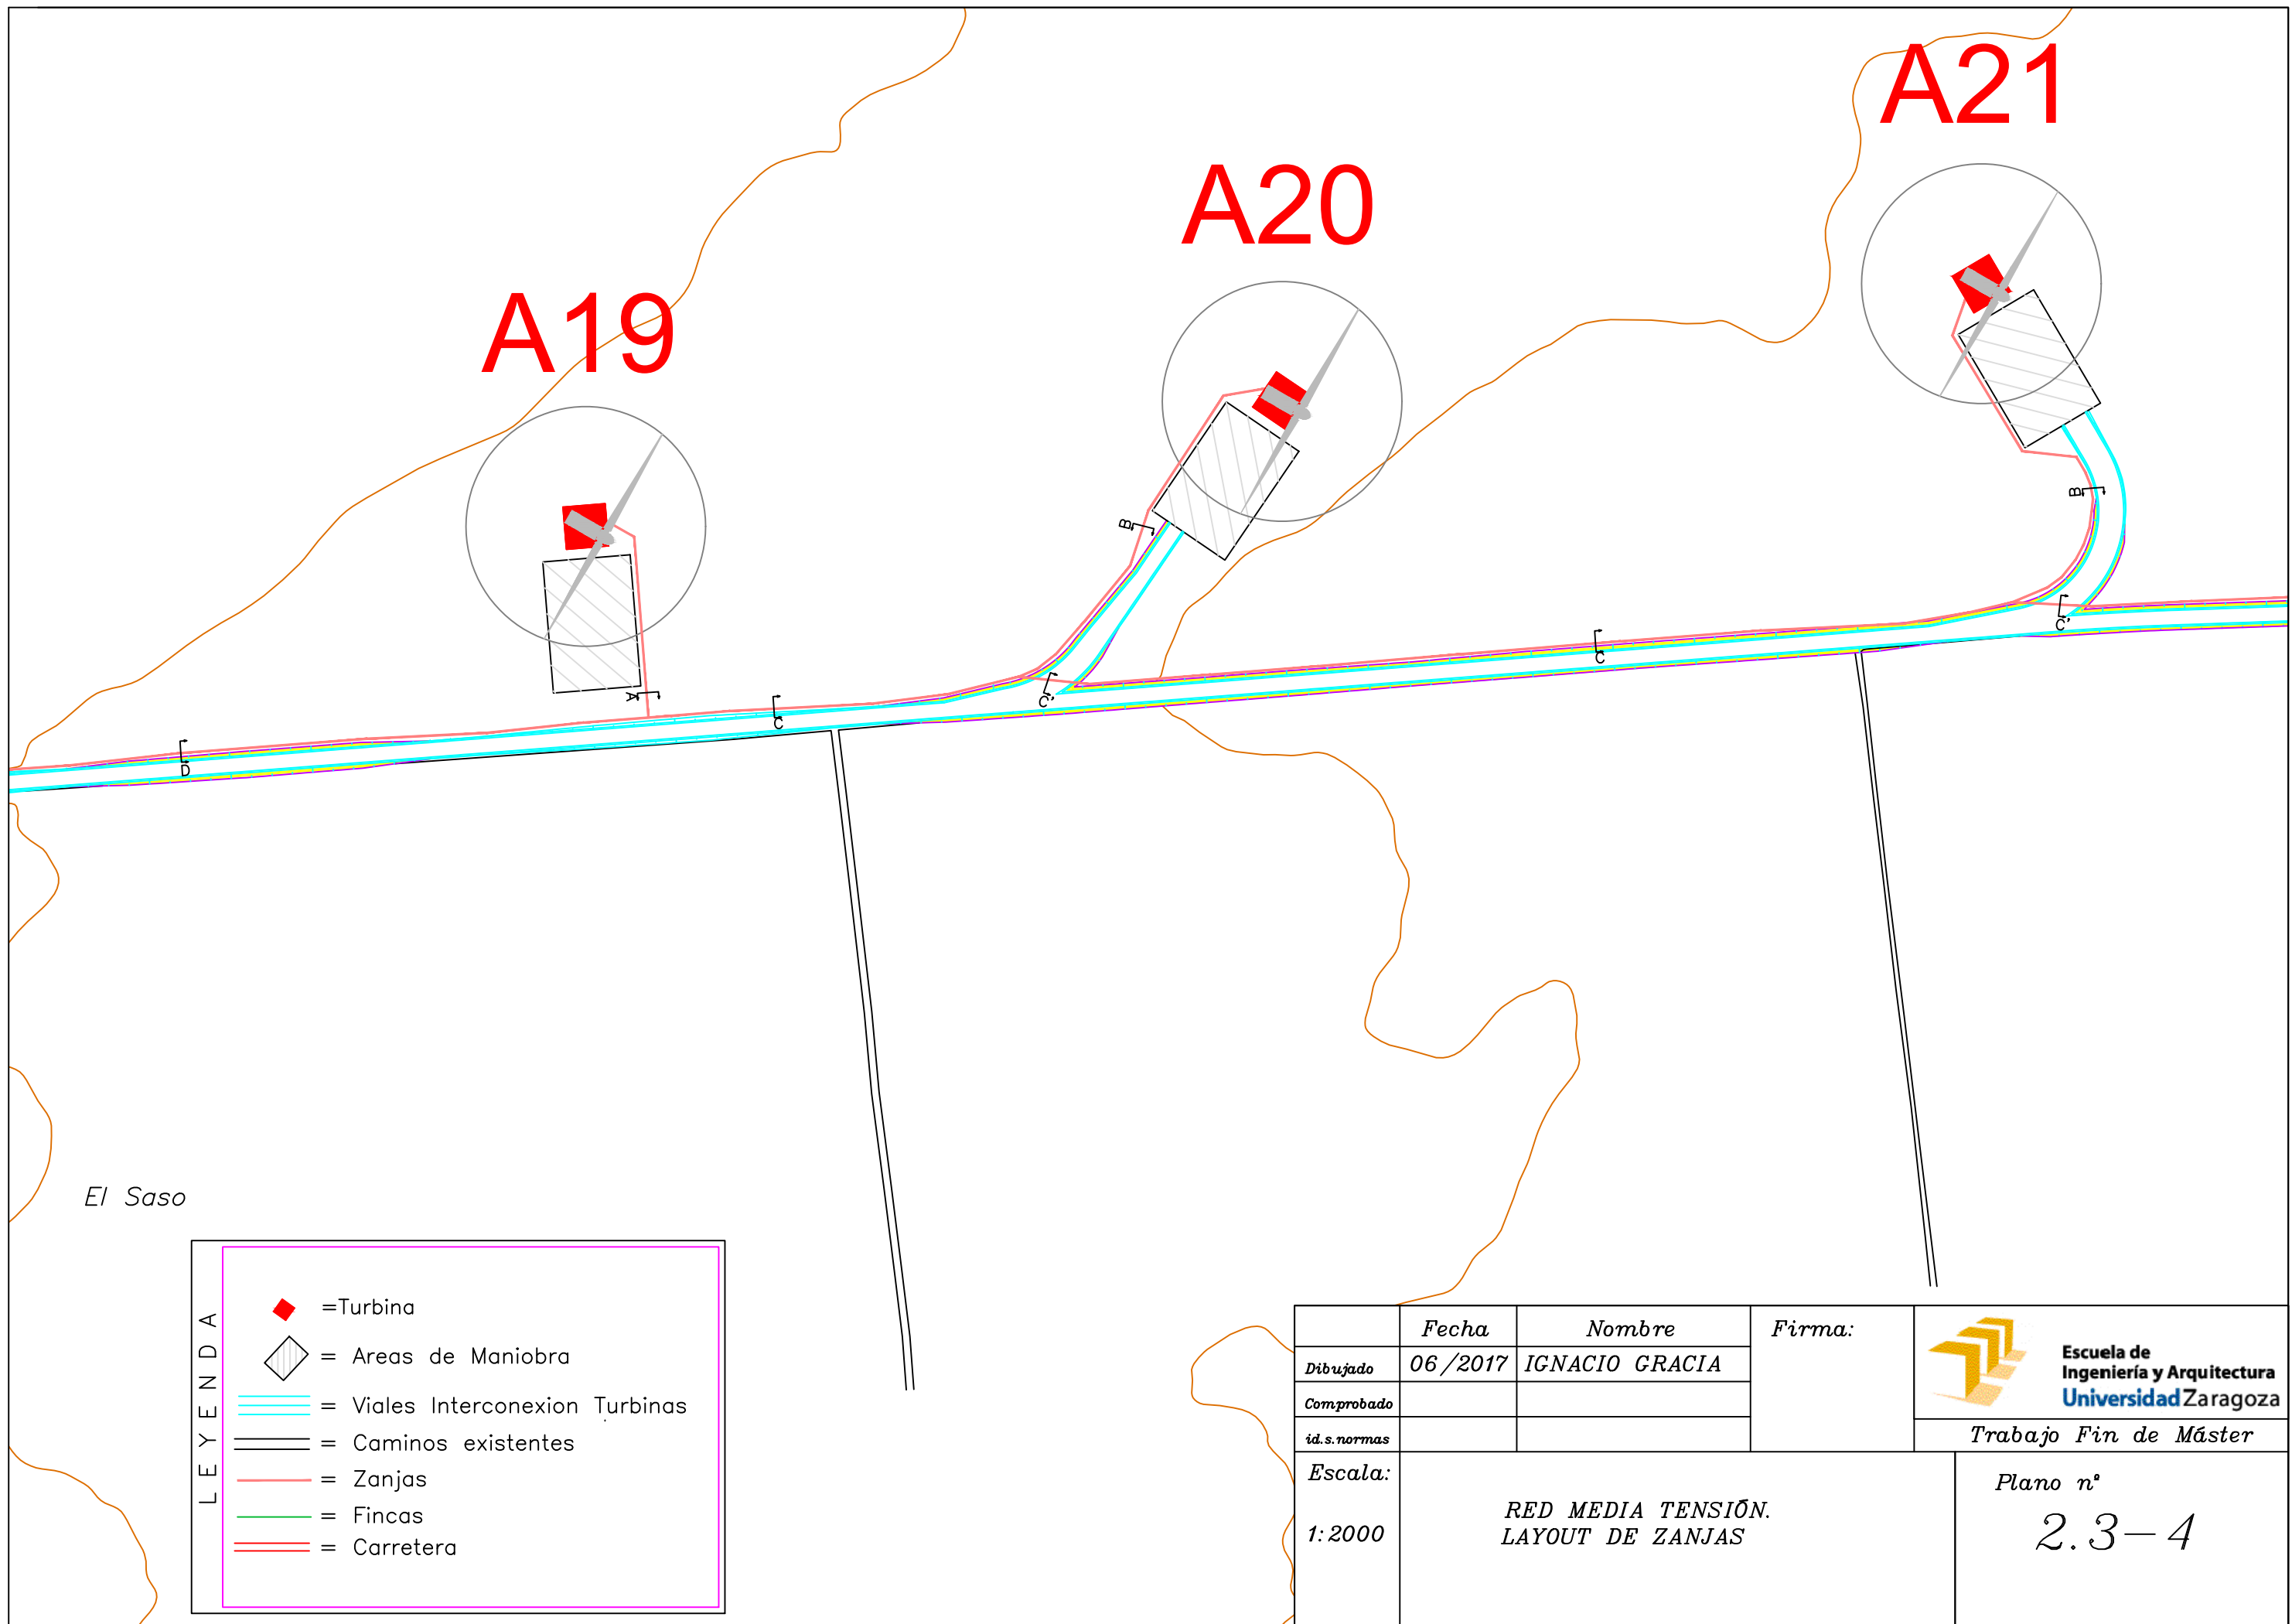 A21
A20
A19
B
B
C'
C
A
C'
C
D
El Saso
LEYENDA
=Turbina
= Areas de Maniobra
= Viales Interconexion Turbinas
= Caminos existentes
= Zanjas
= Fincas
= Carretera
Fecha Nombre Firma:
Dibujado 06/2017 IGNACIO GRACIA
Comprobado
id.s.normas
Escuela de
Ingeniería y Arquitectura
Universidad Zaragoza
Trabajo Fin de Máster
Escala:
1:2000
RED MEDIA TENSIÓN.
LAYOUT DE ZANJAS
Plano nº
2.3-4